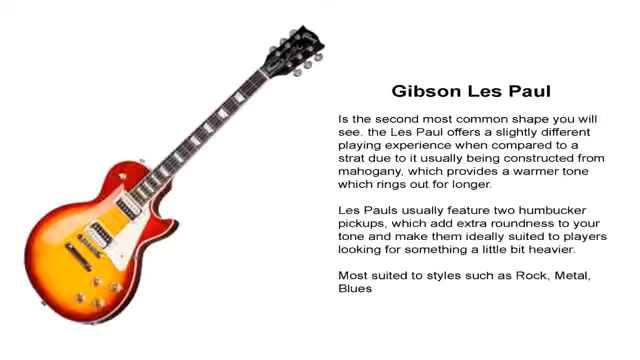 Gibson Les Paul
Is the second most common shape you will
see. the Les Paul offers a slightly different
playing experience when compared to a
strat due to it usually being constructed from
mahogany, which provides a warmer tone
which rings out for longer.
Les Pauls usually feature two humbucker
pickups, which add extra roundness to your
tone and make them ideally suited to players
looking for something a little bit heavier.
Most suited to styles such as Rock, Metal,
Blues